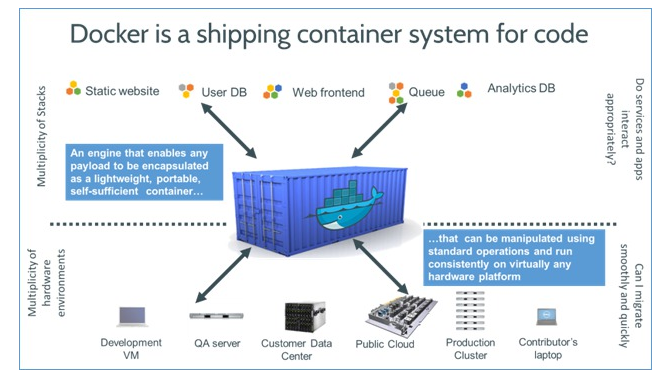 Docker is a shipping container system for code
Static website
User DB
Web frontend
Queue
Analytics DB
Multiplicity of Stacks
Do services and apps
interact
appropriately?
An engine that enables any
payload to be encapsulated
as a lightweight, portable,
self-sufficient container…
…that can be manipulated using
standard operations and run
consistently on virtually any
hardware platform
Multiplicity of
hardware
environments
Can I migrate
smoothly and quickly
Development
VM
QA server
Customer Data
Center
Public Cloud
Production
Cluster
Contributor's
laptop